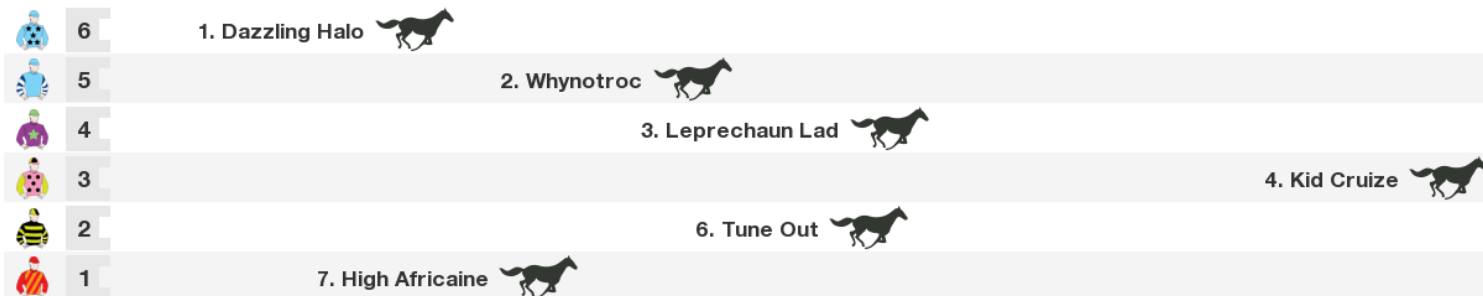 6 1. Dazzling Halo
5 2. Whynotroc
4 3. Leprechaun Lad
3 4. Kid Cruize
2 6. Tune Out
1 7. High Africaine